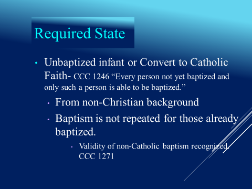 Required State
• Unbaptized infant or Convert to Catholic
Faith- CCC 1246 “Every person not yet baptized and
only such a person is able to be baptized.”
• From non-Christian background
• Baptism is not repeated for those already
baptized.
• Validity of non-Catholic baptism recognized,
CCC 1271